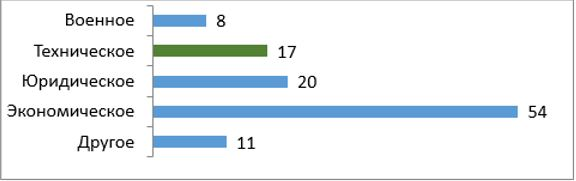 Военное 8
Техническое 17
Юридическое 20
Экономическое 54
Другое 11